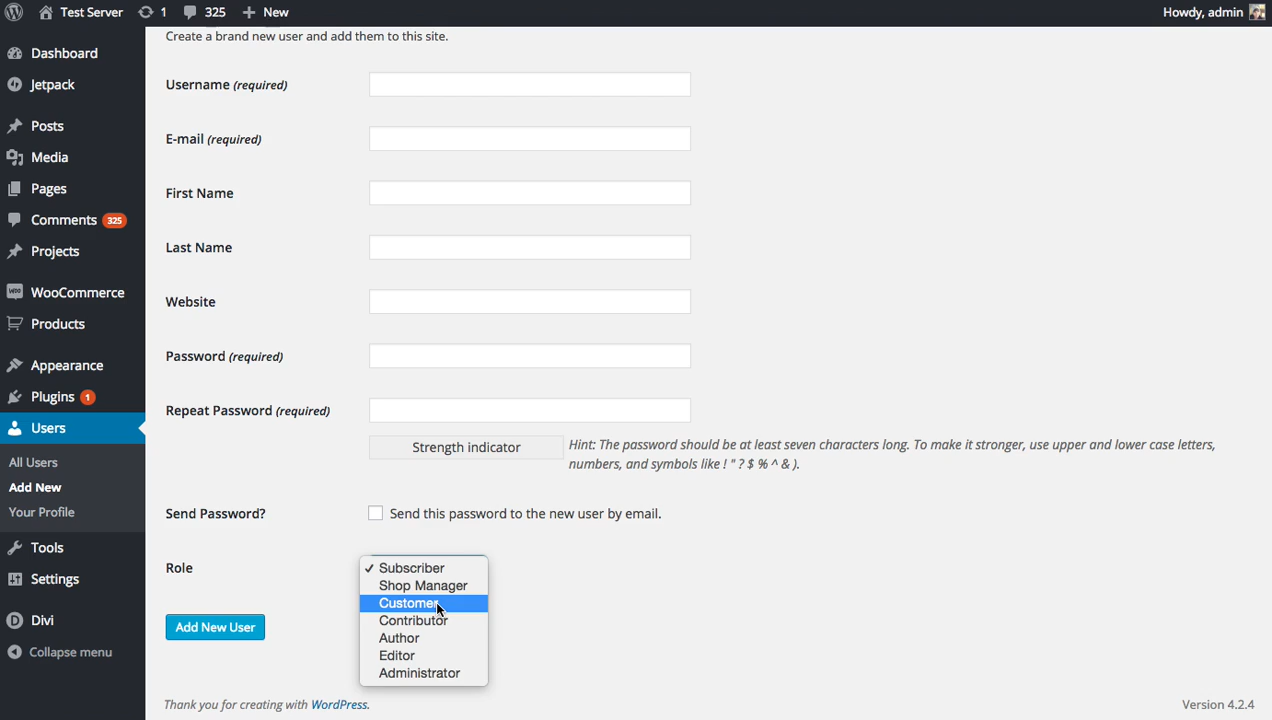 Test Server 1 325 New Howdy, admin
Dashboard
Jetpack
Posts
Media
Pages
Comments 325
Projects
WooCommerce
Products
Appearance
Plugins 1
Users
All Users
Add New
Your Profile
Tools
Settings
Divi
Collapse menu
Create a brand new user and add them to this site.
Username (required)
E-mail (required)
First Name
Last Name
Website
Password (required)
Repeat Password (required)
Strength indicator
Hint: The password should be at least seven characters long. To make it stronger, use upper and lower case letters,
numbers, and symbols like ! " ? $ % ^ & ).
Send Password? Send this password to the new user by email.
Role
✓ Subscriber
Shop Manager
Customer
Contributor
Author
Editor
Administrator
Add New User
Thank you for creating with WordPress. Version 4.2.4